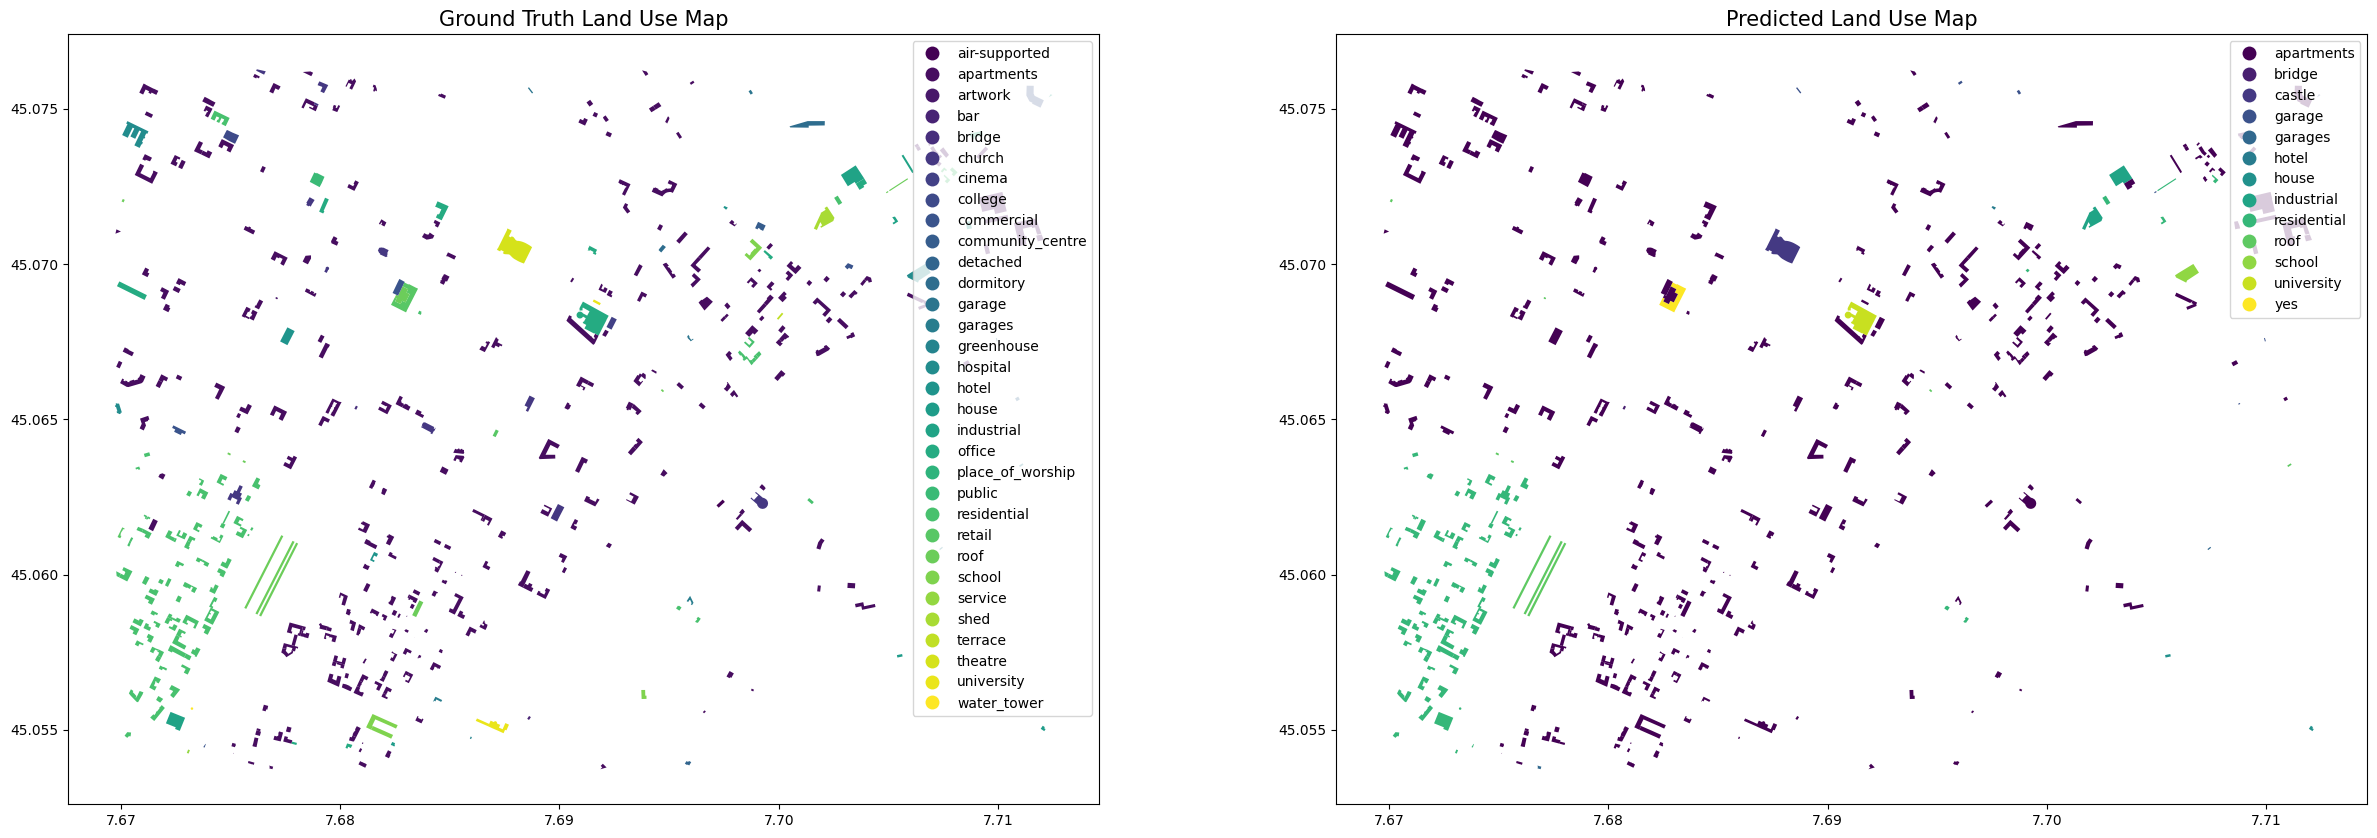 Ground Truth Land Use Map
45.075
45.070
45.065
45.060
45.055
7.67
7.68
7.69
7.70
7.71
air-supported
apartments
artwork
bar
bridge
church
cinema
college
commercial
community_centre
detached
dormitory
garage
garages
greenhouse
hospital
hotel
house
industrial
office
place_of_worship
public
residential
retail
roof
school
service
shed
terrace
theatre
university
water_tower
Predicted Land Use Map
45.075
45.070
45.065
45.060
45.055
7.67
7.68
7.69
7.70
7.71
apartments
bridge
castle
garage
garages
hotel
house
industrial
residential
roof
school
university
yes